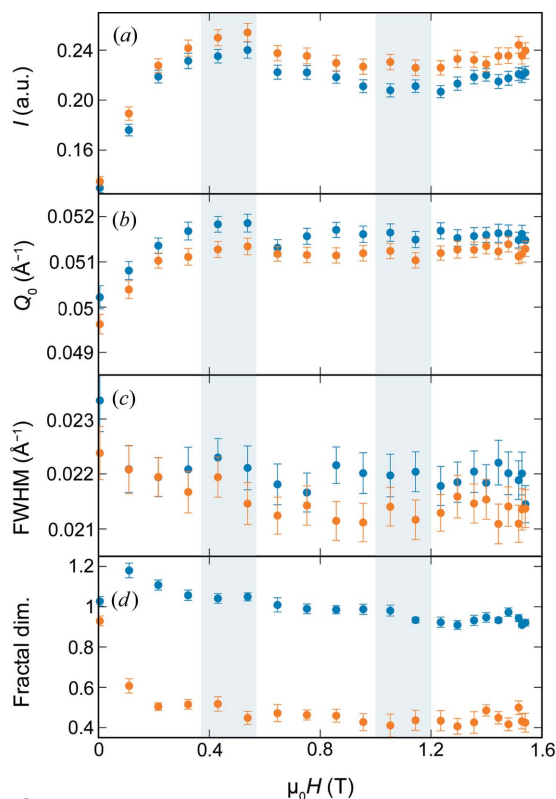 (a)
I (a.u.)
0.24
0.20
0.16
(b)
Q₀ (Å⁻¹)
0.052
0.051
0.05
0.049
(c)
FWHM (Å⁻¹)
0.023
0.022
0.021
(d)
Fractal dim.
1.2
1
0.8
0.6
0.4
0 0.4 0.8 1.2 1.6
μ₀H (T)